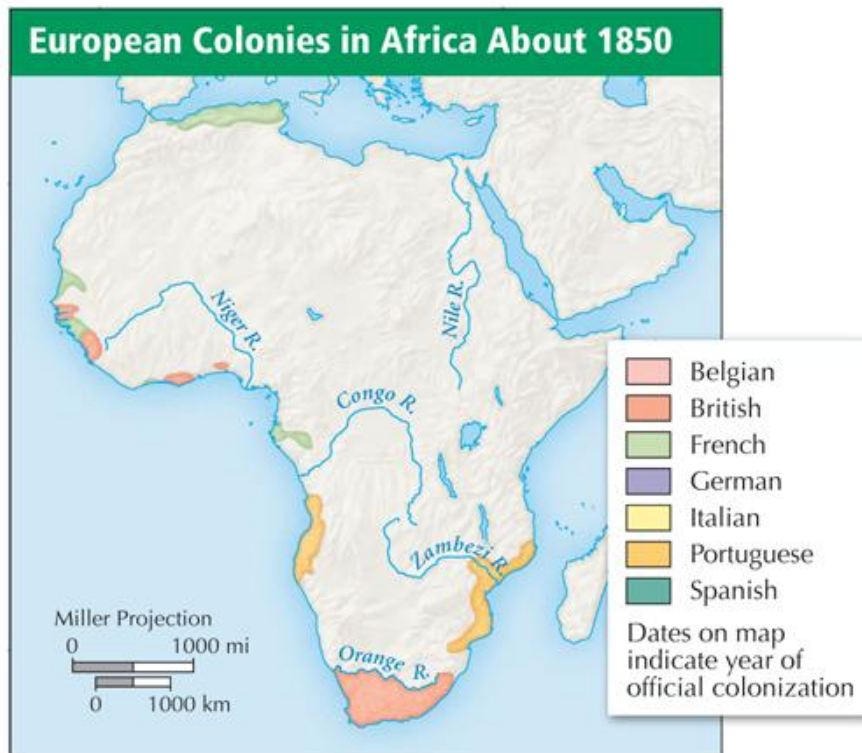 European Colonies in Africa About 1850
Niger R.
Nile R.
Congo R.
Zambezi R.
Orange R.
Miller Projection
0 1000 mi
0 1000 km
Belgian
British
French
German
Italian
Portuguese
Spanish
Dates on map
indicate year of
official colonization